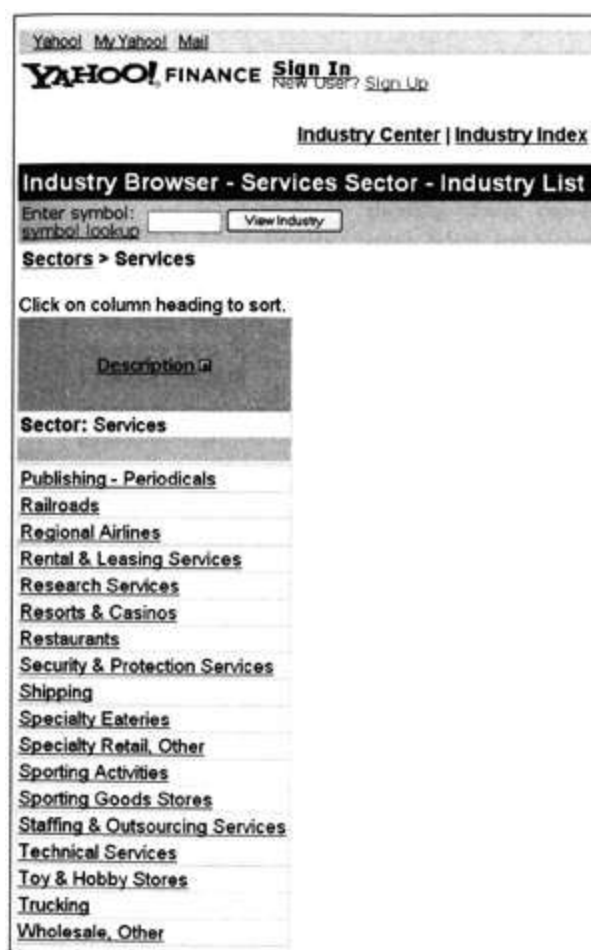 Yahoo! My Yahoo! Mail
YAHOO! FINANCE Sign In
New User? Sign Up
Industry Center | Industry Index
Industry Browser - Services Sector - Industry List
Enter symbol:
symbol lookup View Industry
Sectors > Services
Click on column heading to sort.
Description
Sector: Services
Publishing - Periodicals
Railroads
Regional Airlines
Rental & Leasing Services
Research Services
Resorts & Casinos
Restaurants
Security & Protection Services
Shipping
Specialty Eateries
Specialty Retail, Other
Sporting Activities
Sporting Goods Stores
Staffing & Outsourcing Services
Technical Services
Toy & Hobby Stores
Trucking
Wholesale, Other